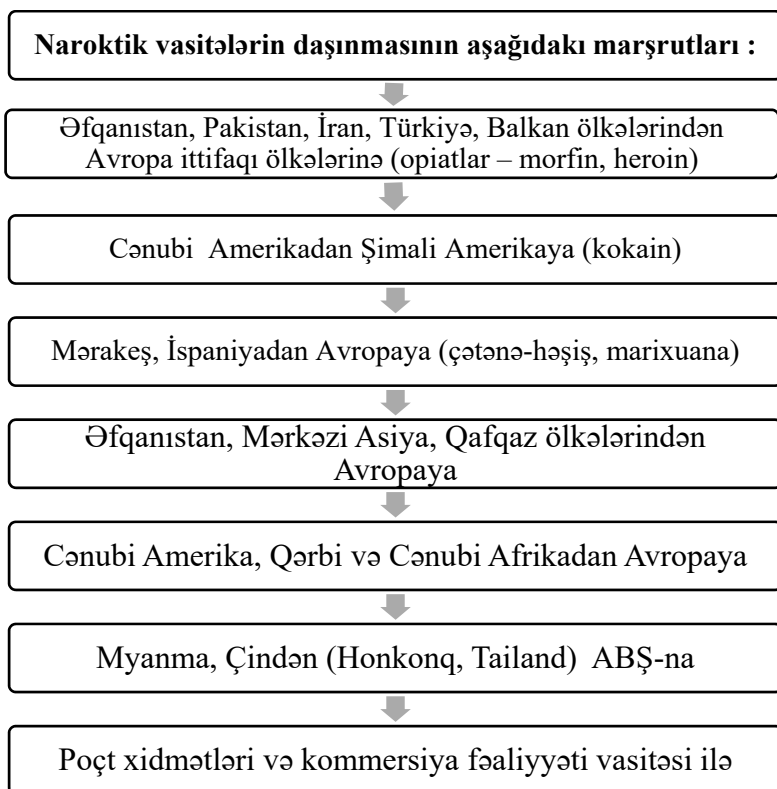 Naroktik vasitələrin daşınmasının aşağıdakı marşrutları :
Əfqanıstan, Pakistan, İran, Türkiyə, Balkan ölkələrindən
Avropa ittifaqı ölkələrinə (opiatlar – morfin, heroin)
Cənubi Amerikadan Şimali Amerikaya (kokain)
Mərakeş, İspaniyadan Avropaya (çətənə-həşiş, marixuana)
Əfqanıstan, Mərkəzi Asiya, Qafqaz ölkələrindən
Avropaya
Cənubi Amerika, Qərbi və Cənubi Afrikadan Avropaya
Myanma, Çindən (Honkonq, Tailand) ABŞ-na
Poçt xidmətləri və kommersiya fəaliyyəti vasitəsi ilə